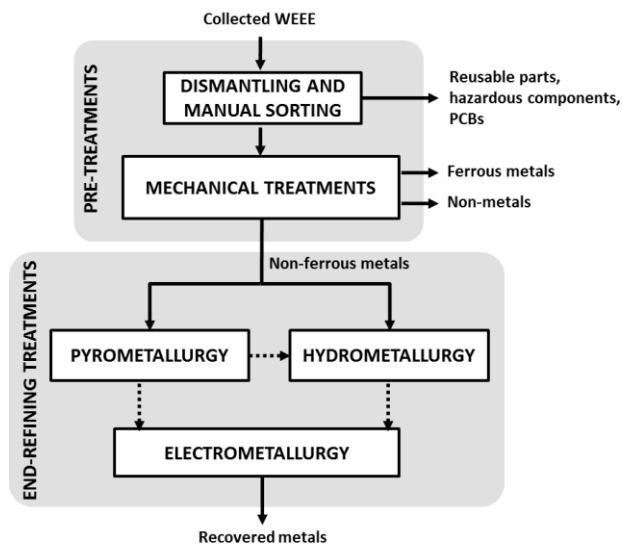 Collected WEEE
PRE-TREATMENTS
DISMANTLING AND
MANUAL SORTING
Reusable parts,
hazardous components,
PCBs
MECHANICAL TREATMENTS
Ferrous metals
Non-metals
Non-ferrous metals
END-REFINING TREATMENTS
PYROMETALLURGY
HYDROMETALLURGY
ELECTROMETALLURGY
Recovered metals